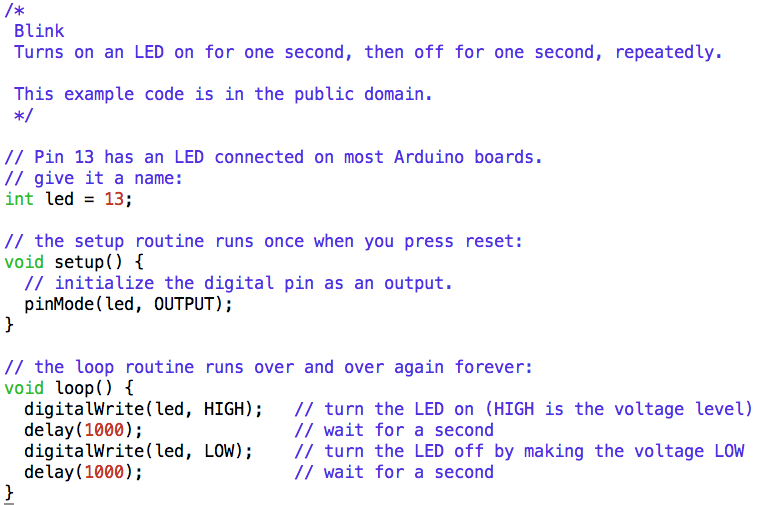 /*
 Blink
 Turns on an LED on for one second, then off for one second, repeatedly.

 This example code is in the public domain.
 */

// Pin 13 has an LED connected on most Arduino boards.
// give it a name:
int led = 13;

// the setup routine runs once when you press reset:
void setup() {
  // initialize the digital pin as an output.
  pinMode(led, OUTPUT);
}

// the loop routine runs over and over again forever:
void loop() {
  digitalWrite(led, HIGH);   // turn the LED on (HIGH is the voltage level)
  delay(1000);               // wait for a second
  digitalWrite(led, LOW);    // turn the LED off by making the voltage LOW
  delay(1000);               // wait for a second
}